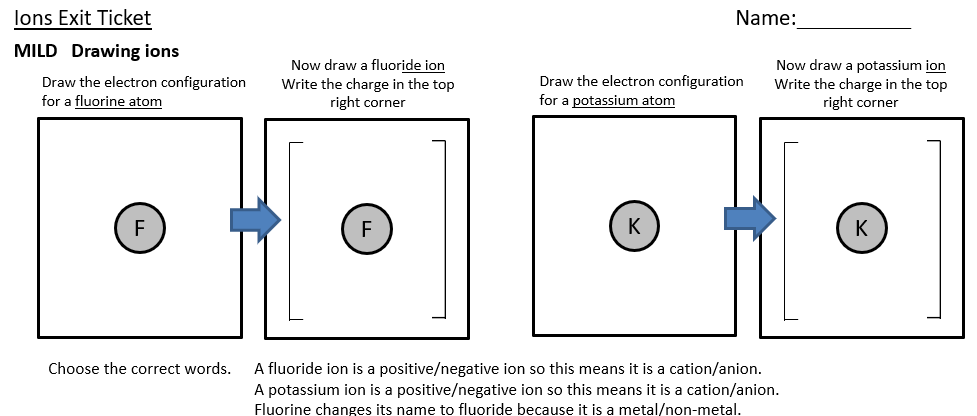 Ions Exit Ticket
Name:___________
MILD Drawing ions
Draw the electron configuration
for a fluorine atom
Now draw a fluoride ion
Write the charge in the top
right corner
Draw the electron configuration
for a potassium atom
Now draw a potassium ion
Write the charge in the top
right corner
F
F
K
K
Choose the correct words.
A fluoride ion is a positive/negative ion so this means it is a cation/anion.
A potassium ion is a positive/negative ion so this means it is a cation/anion.
Fluorine changes its name to fluoride because it is a metal/non-metal.